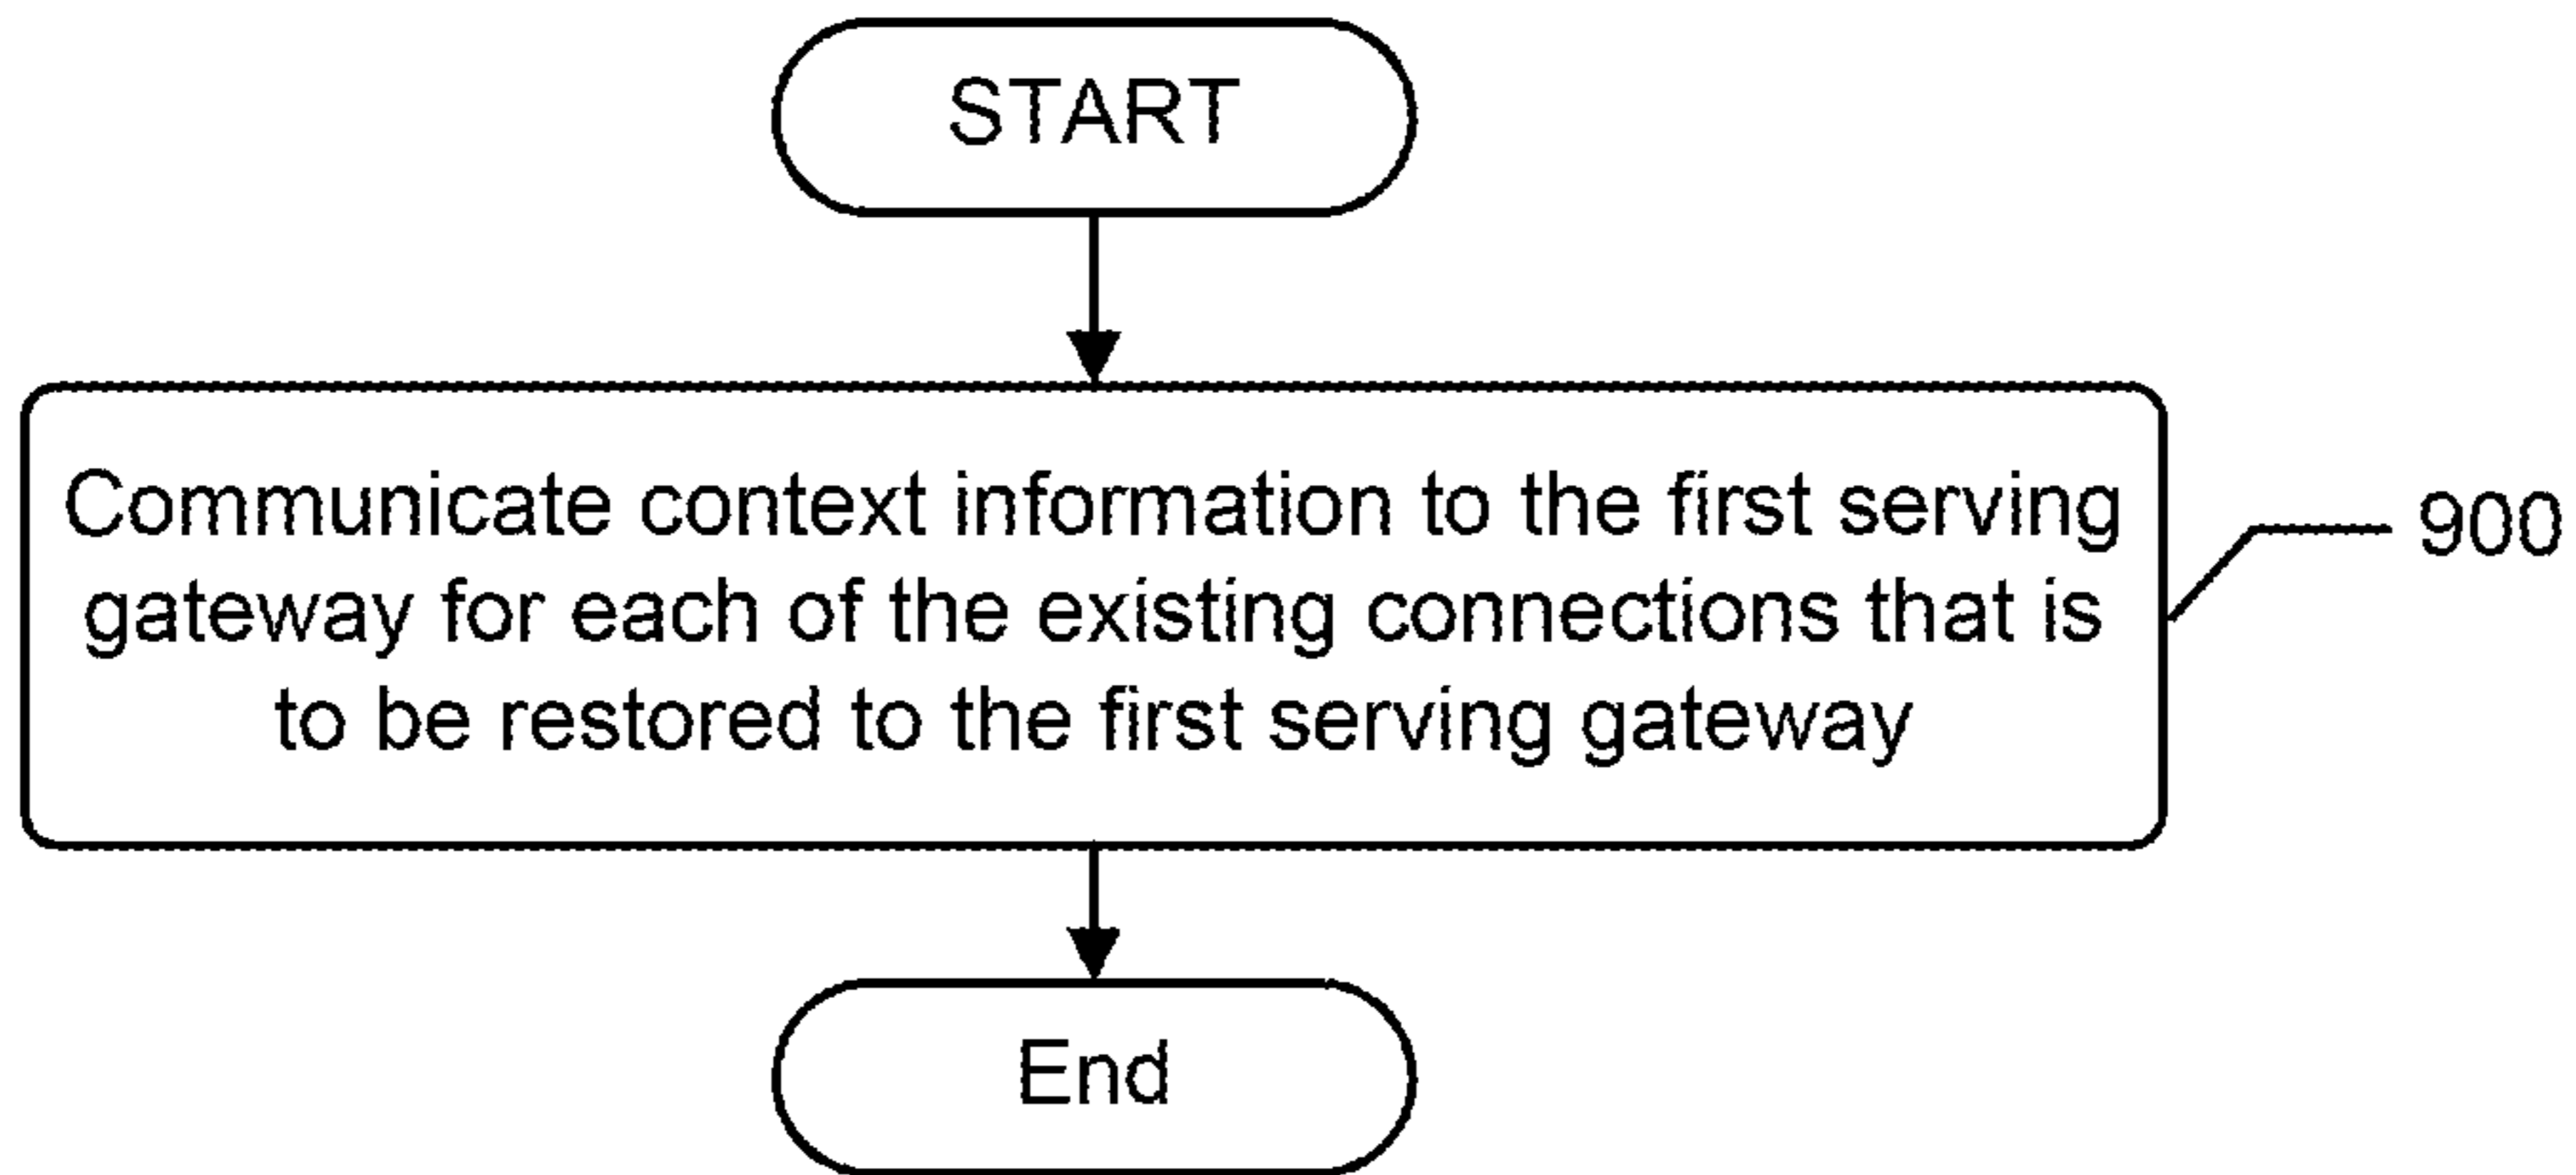 START
Communicate context information to the first serving
gateway for each of the existing connections that is
to be restored to the first serving gateway
900
End